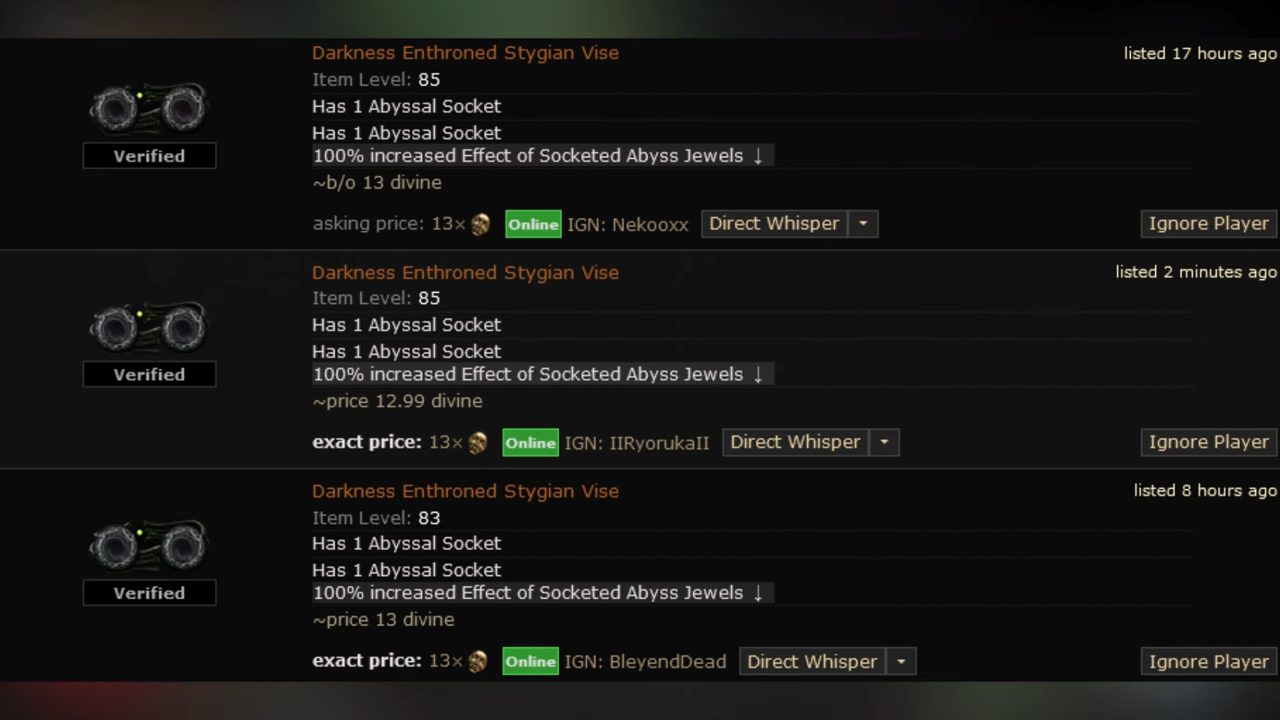 Darkness Enthroned Stygian Vise
listed 17 hours ago
Item Level: 85
Has 1 Abyssal Socket
Has 1 Abyssal Socket
100% increased Effect of Socketed Abyss Jewels ↓
Verified
~b/o 13 divine
asking price: 13×
Online
IGN: Nekooxx
Direct Whisper
Ignore Player
Darkness Enthroned Stygian Vise
listed 2 minutes ago
Item Level: 85
Has 1 Abyssal Socket
Has 1 Abyssal Socket
100% increased Effect of Socketed Abyss Jewels ↓
Verified
~price 12.99 divine
exact price: 13×
Online
IGN: IIRyorukaII
Direct Whisper
Ignore Player
Darkness Enthroned Stygian Vise
listed 8 hours ago
Item Level: 83
Has 1 Abyssal Socket
Has 1 Abyssal Socket
100% increased Effect of Socketed Abyss Jewels ↓
Verified
~price 13 divine
exact price: 13×
Online
IGN: BleyendDead
Direct Whisper
Ignore Player